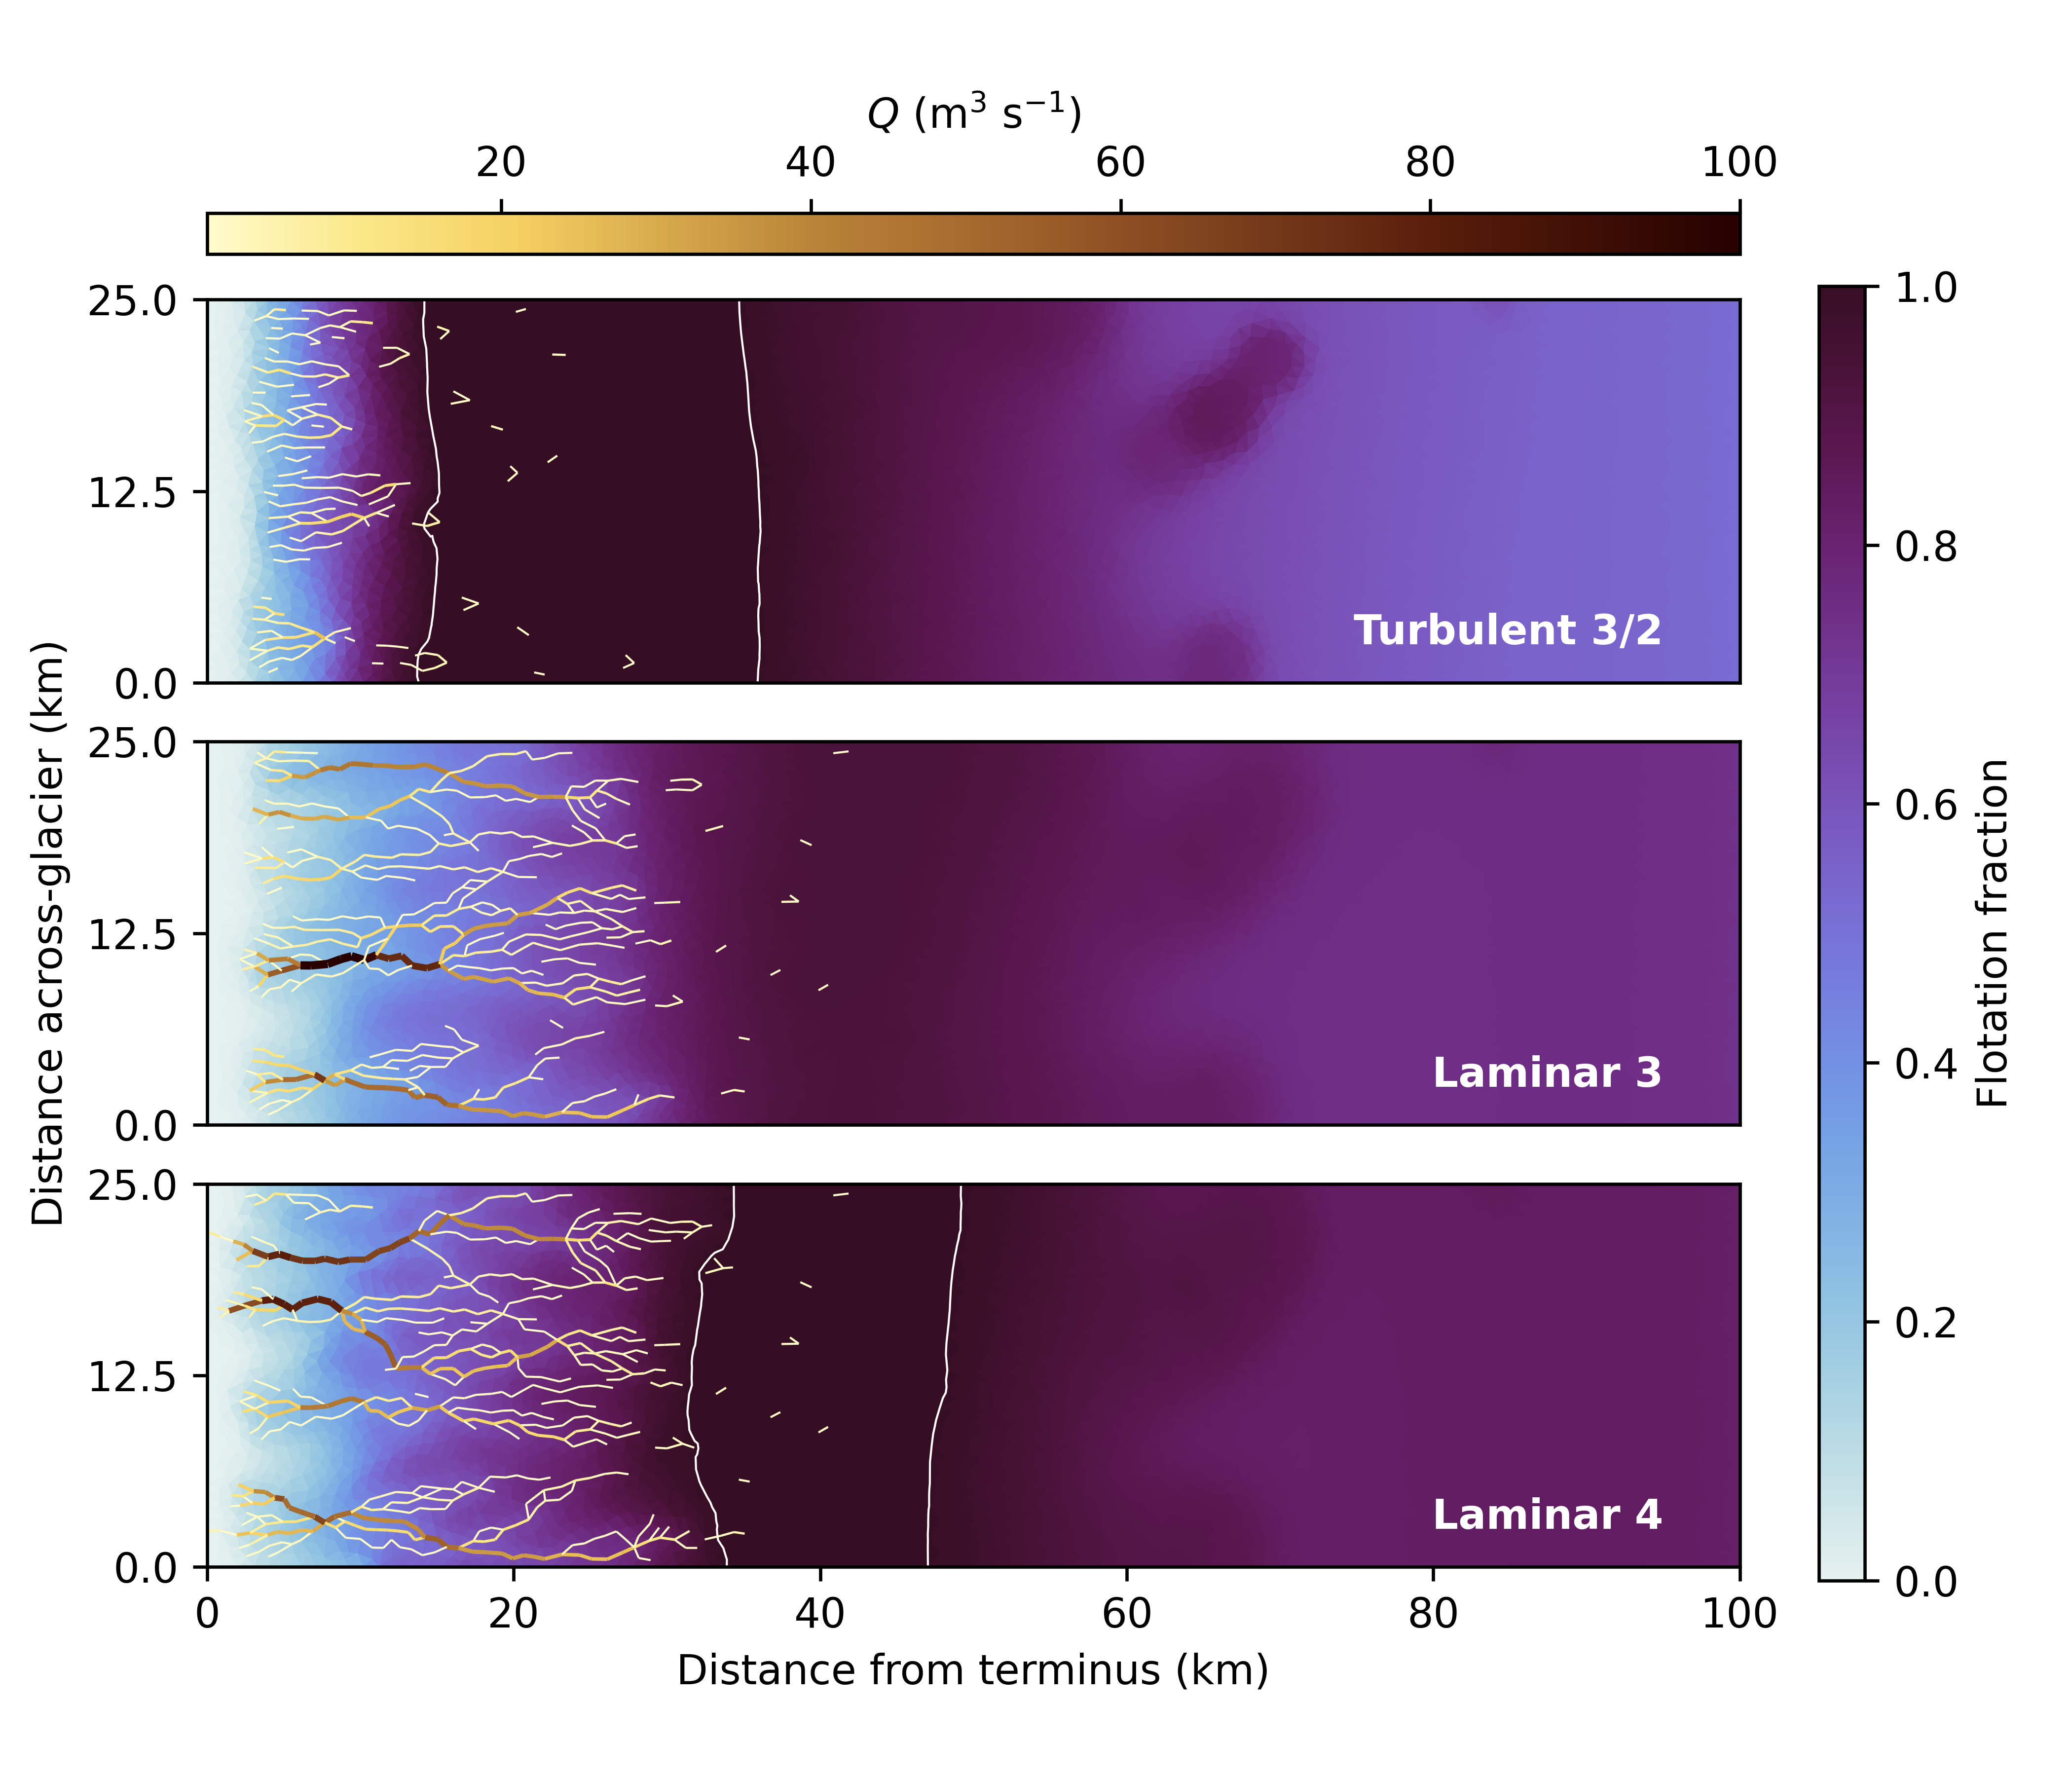 Q (m³ s⁻¹)
20 40 60 80 100
25.0
12.5
0.0
Turbulent 3/2
25.0
12.5
0.0
Laminar 3
25.0
12.5
0.0
Laminar 4
0 20 40 60 80 100
Distance from terminus (km)
Distance across-glacier (km)
1.0
0.8
0.6
0.4
0.2
0.0
Flotation fraction